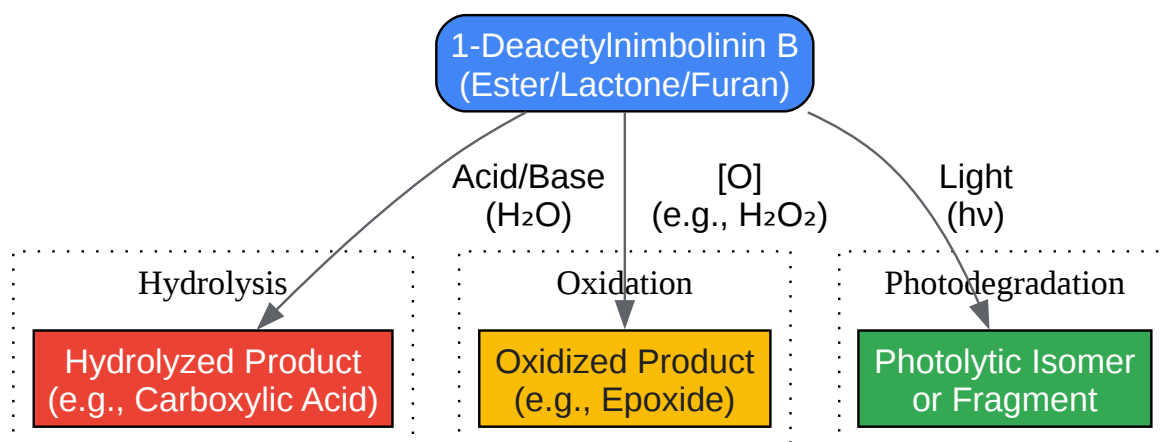 1-Deacetylnimbolinin B
(Ester/Lactone/Furan)
Acid/Base
(H₂O)
[O]
(e.g., H₂O₂)
Light
(hν)
Hydrolysis
Oxidation
Photodegradation
Hydrolyzed Product
(e.g., Carboxylic Acid)
Oxidized Product
(e.g., Epoxide)
Photolytic Isomer
or Fragment